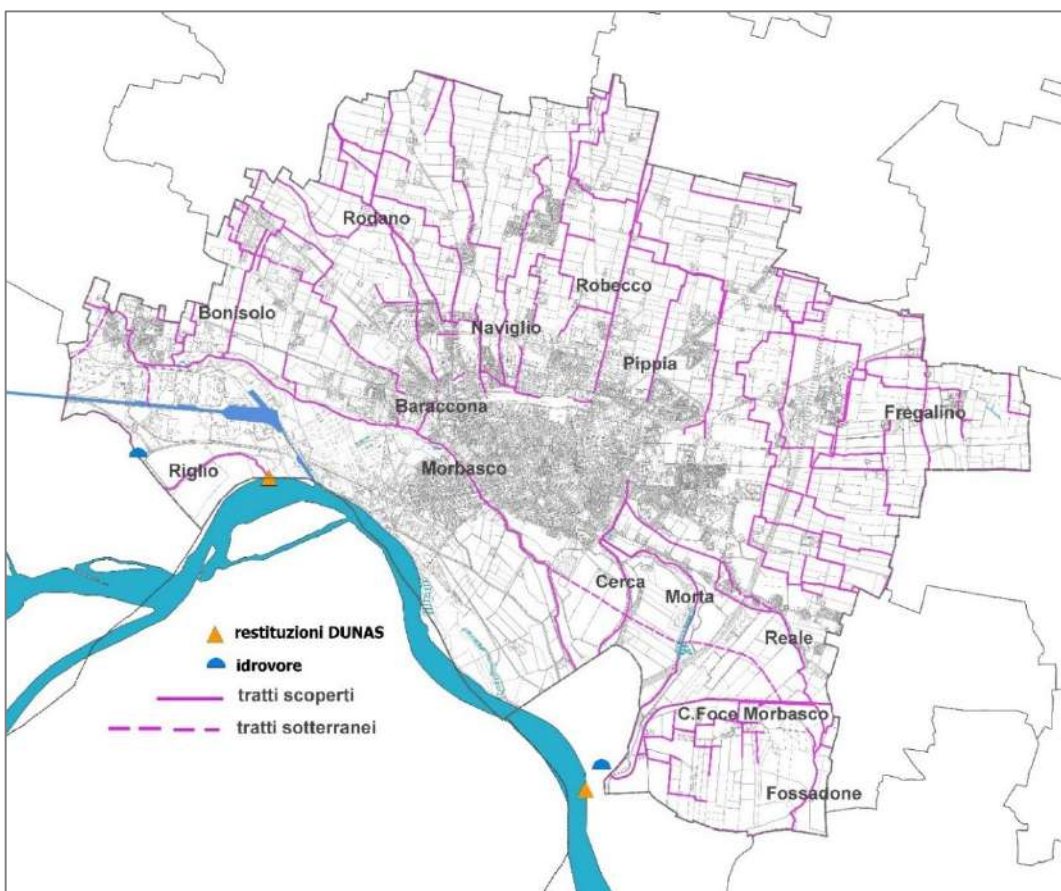 Rodano
Robecco
Bonisolo
Naviglio
Pippia
Baraccona
Fregalino
Morbasco
Riglio
Cerca
Morta
Reale
restituzioni DUNAS
idrovore
tratti scoperti
tratti sotterranei
C.Foce Morbasco
Fossadone